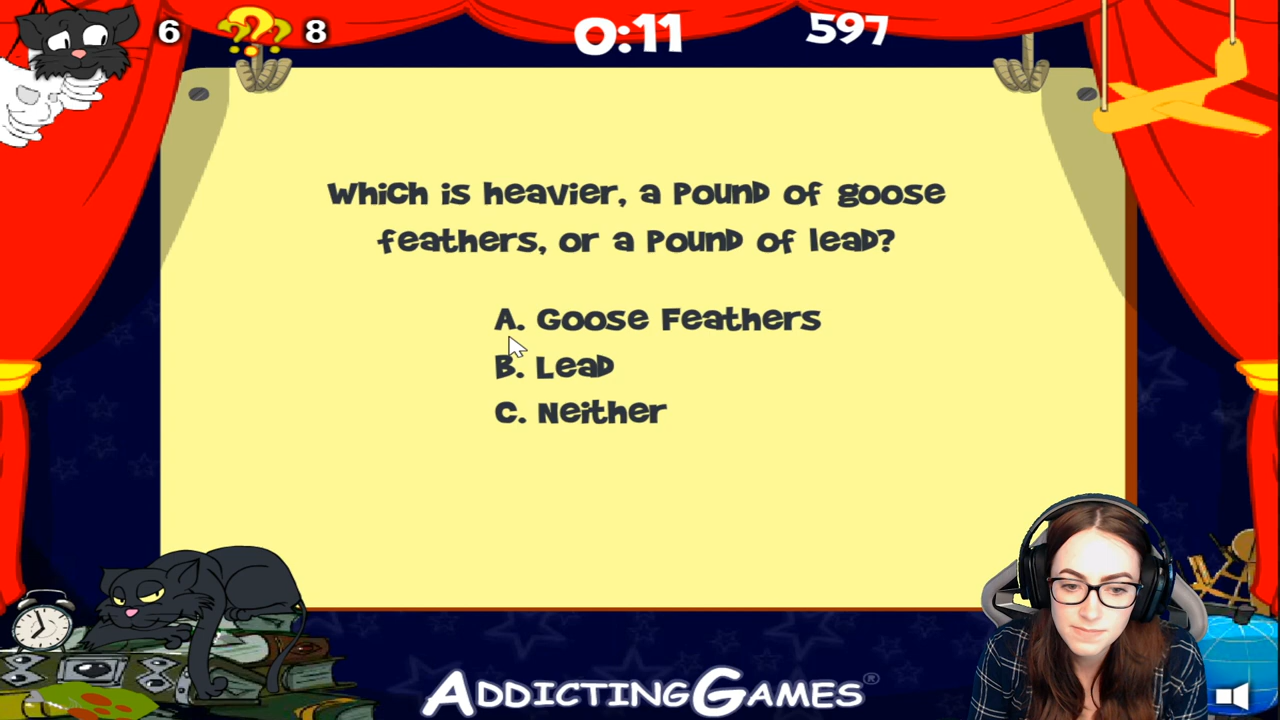 6 ??? 8 0:11 597
Which is heavier, a pound of goose
feathers, or a pound of lead?
A. Goose Feathers
B. Lead
C. Neither
AddictingGames®